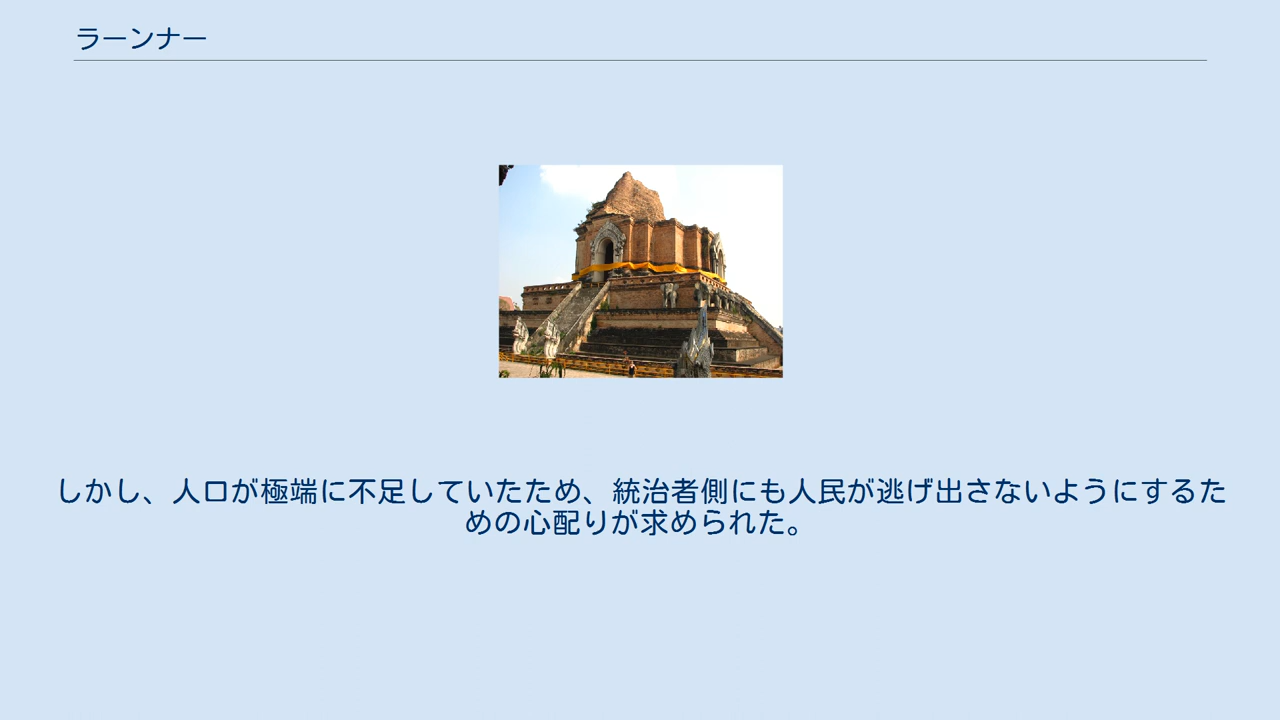 ラーンナー
しかし、人口が極端に不足していたため、統治者側にも人民が逃げ出さないようにするた
めの心配りが求められた。